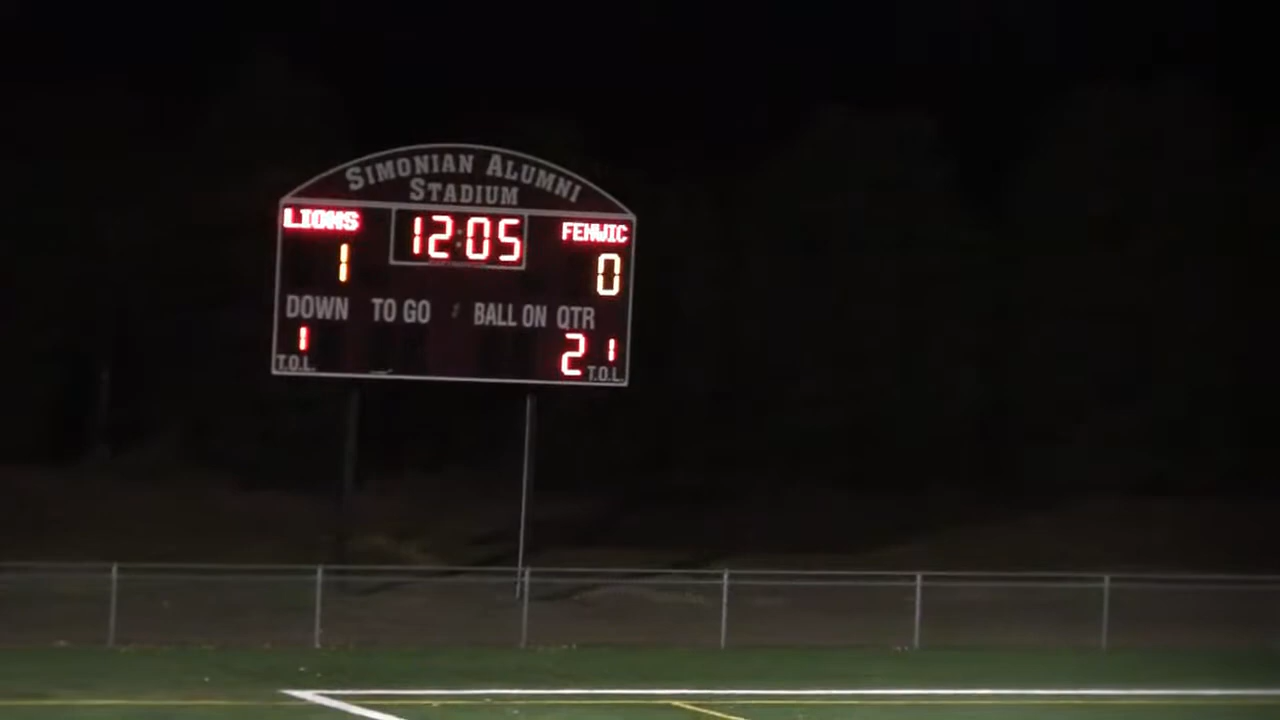 SIMONIAN ALUMNI
STADIUM
LIONS 12:05 FENWIC
1 0
DOWN TO GO BALL ON QTR
1 2 1
T.O.L. T.O.L.